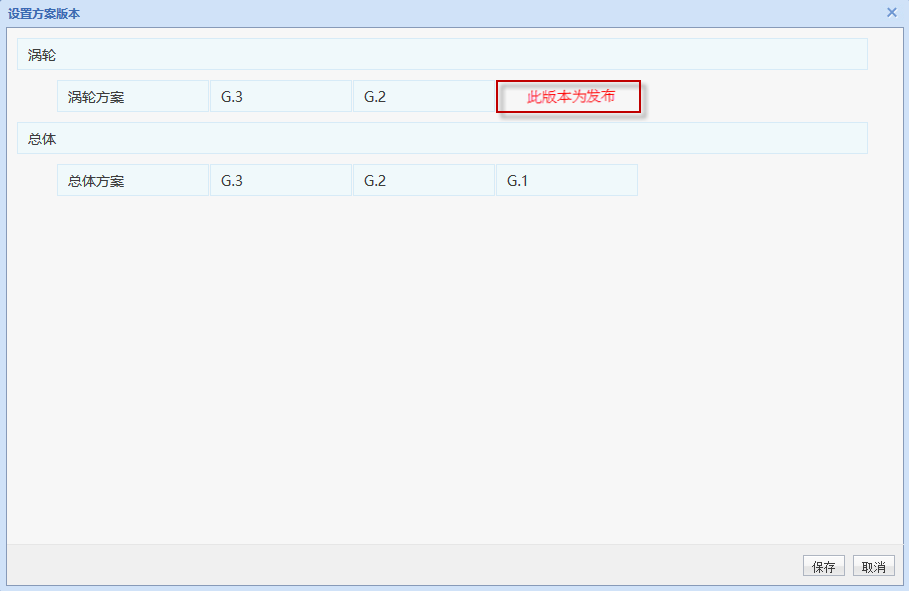 设置方案版本
涡轮
涡轮方案 G.3 G.2 此版本为发布
总体
总体方案 G.3 G.2 G.1
保存 取消